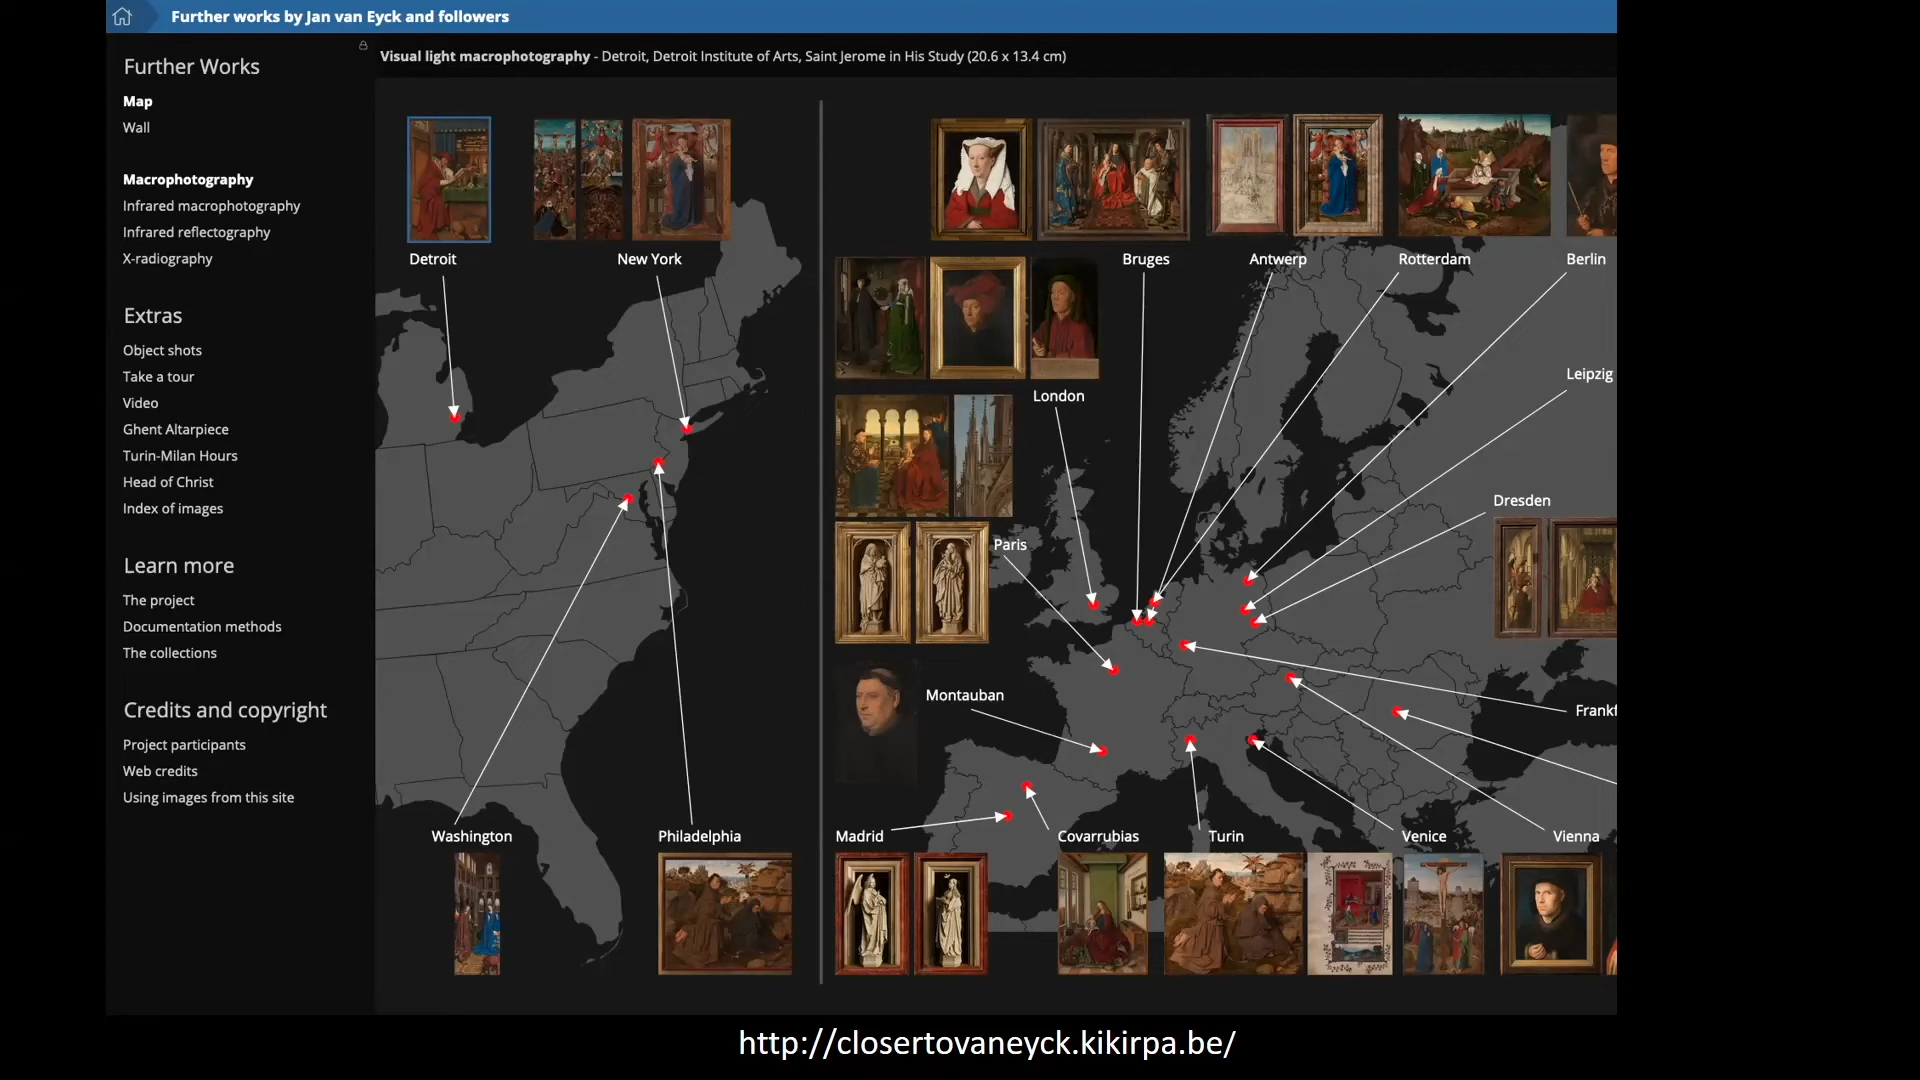 Further works by Jan van Eyck and followers
Further Works
Map
Wall
Macrophotography
Infrared macrophotography
Infrared reflectography
X-radiography
Extras
Object shots
Take a tour
Video
Ghent Altarpiece
Turin-Milan Hours
Head of Christ
Index of images
Learn more
The project
Documentation methods
The collections
Credits and copyright
Project participants
Web credits
Using images from this site
Visual light macrophotography - Detroit, Detroit Institute of Arts, Saint Jerome in His Study (20.6 x 13.4 cm)
Detroit
New York
Bruges
Antwerp
Rotterdam
Berlin
Leipzig
London
Dresden
Paris
Montauban
Frankf
Washington
Philadelphia
Madrid
Covarrubias
Turin
Venice
Vienna
http://closertovaneyck.kikirpa.be/